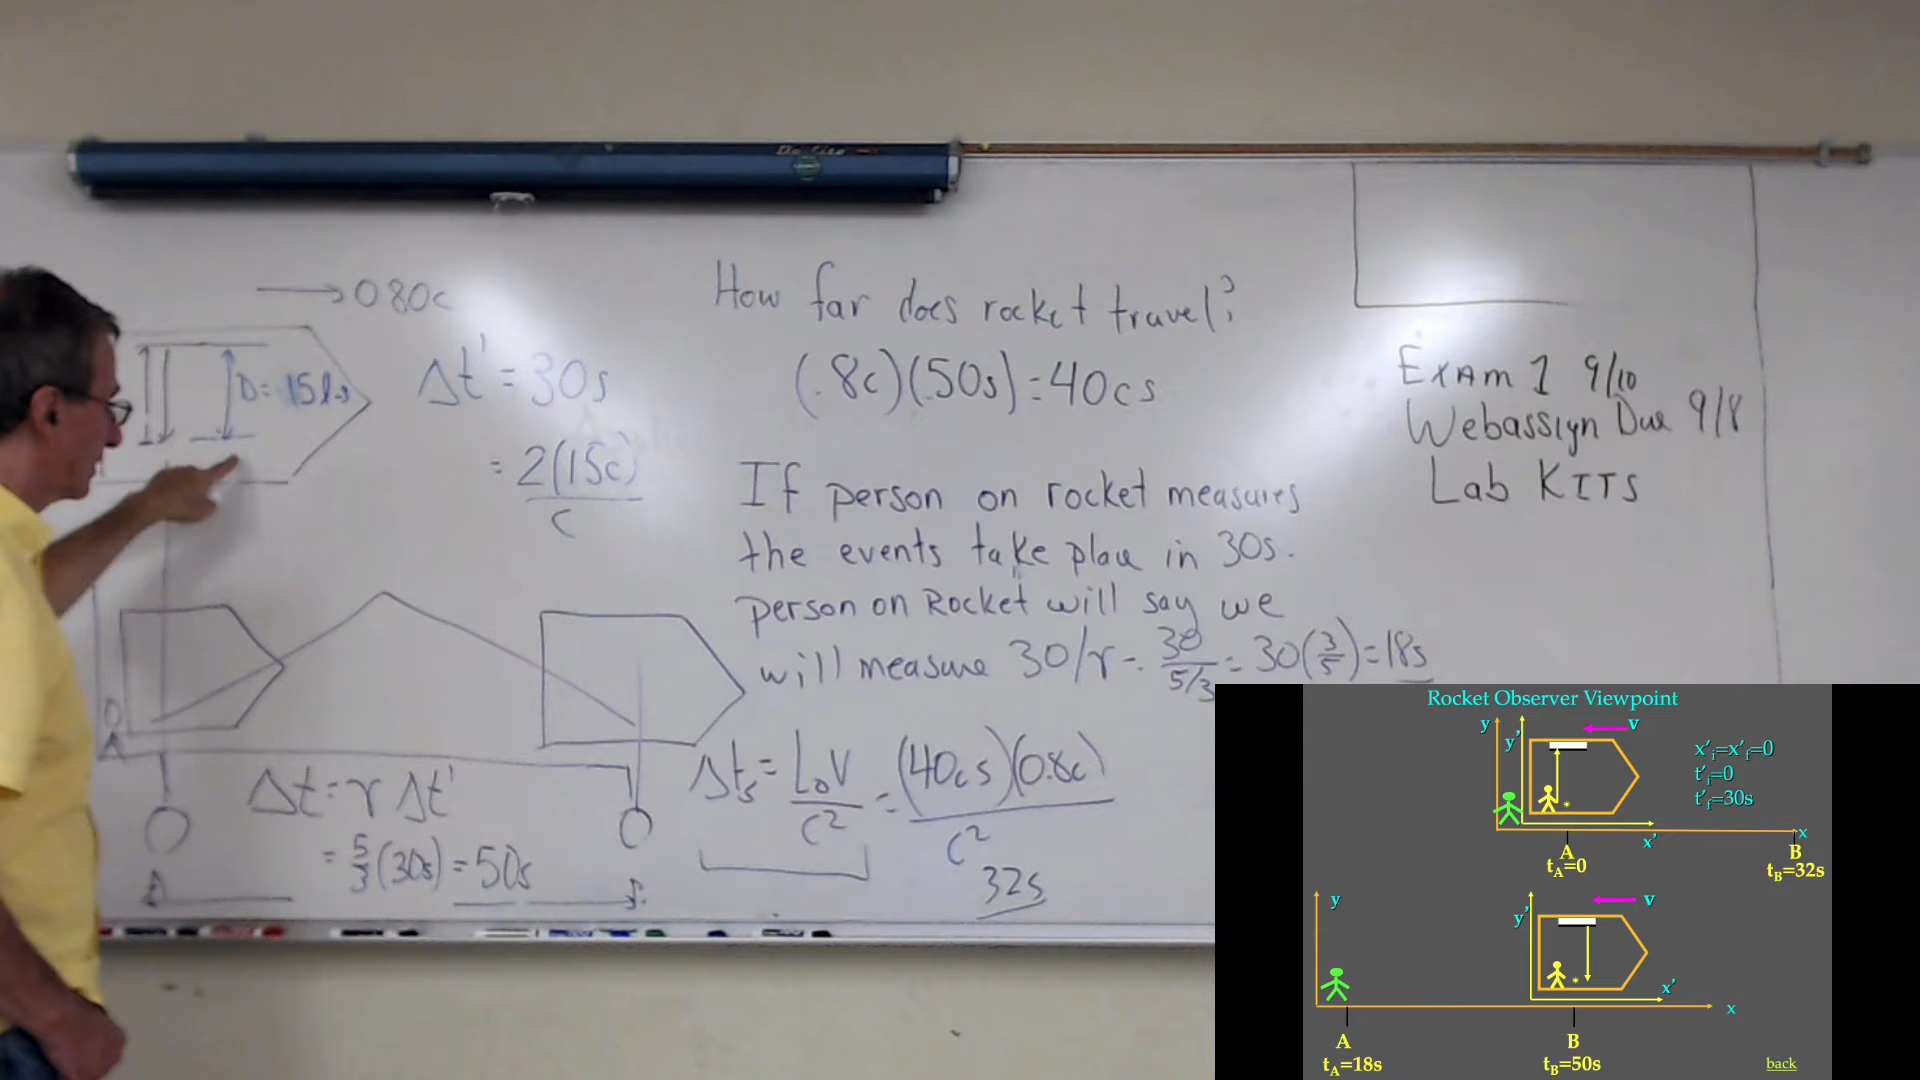 → 0.80c
D = 15 l-s
Δt' = 30s
= 2(15c)
c
Δt = γ Δt'
= 5/3 (30s) = 50s
How far does rocket travel?
(.8c)(50s) = 40cs
If person on rocket measures
the events take place in 30s.
person on Rocket will say we
will measure 30/γ = 30 / 5/3 = 30(3/5) = 18s
Δts = L₀V / c² = (40cs)(0.8c) / c²
32s
Exam 1 9/10
Webassign Due 9/8
Lab KITS
Rocket Observer Viewpoint
y
y'
v
x'i=x'f=0
t'i=0
t'f=30s
x'
x
A
tA=0
B
tB=32s
y
y'
v
x'
x
A
tA=18s
B
tB=50s
back